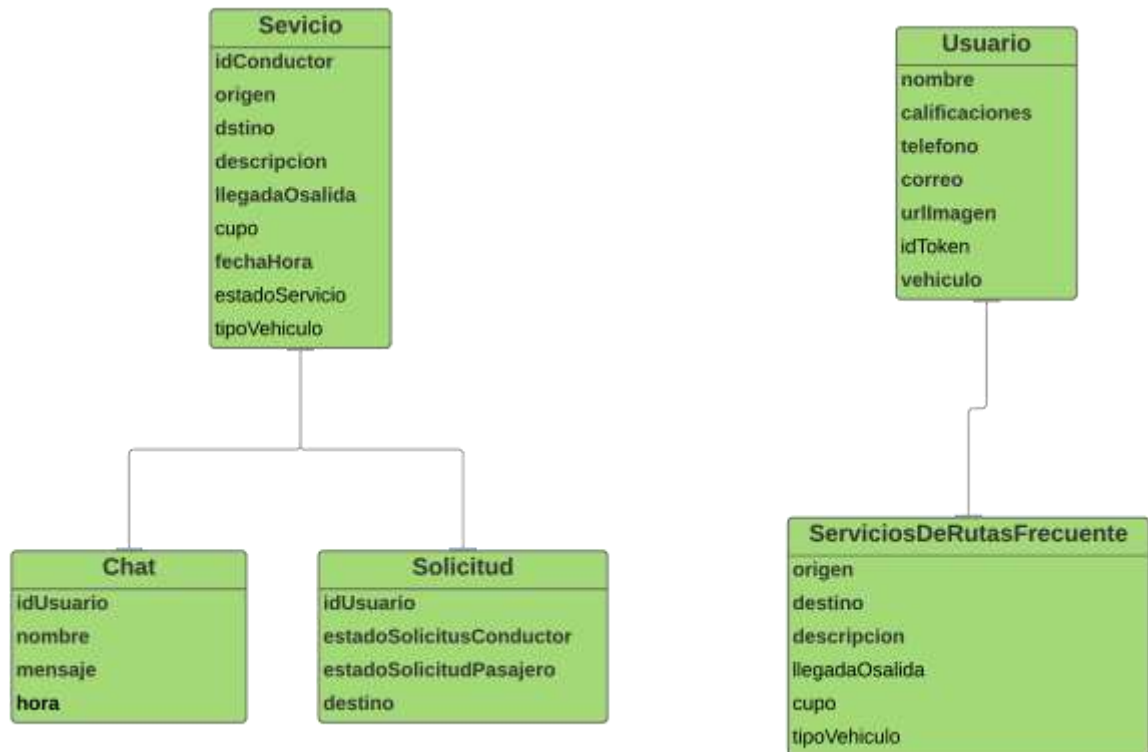 Sevicio
idConductor
origen
dstino
descripcion
llegadaOsalida
cupo
fechaHora
estadoServicio
tipoVehiculo
Usuario
nombre
calificaciones
telefono
correo
urlImagen
idToken
vehiculo
Chat
idUsuario
nombre
mensaje
hora
Solicitud
idUsuario
estadoSolicitusConductor
estadoSolicitudPasajero
destino
ServiciosDeRutasFrecuente
origen
destino
descripcion
llegadaOsalida
cupo
tipoVehiculo